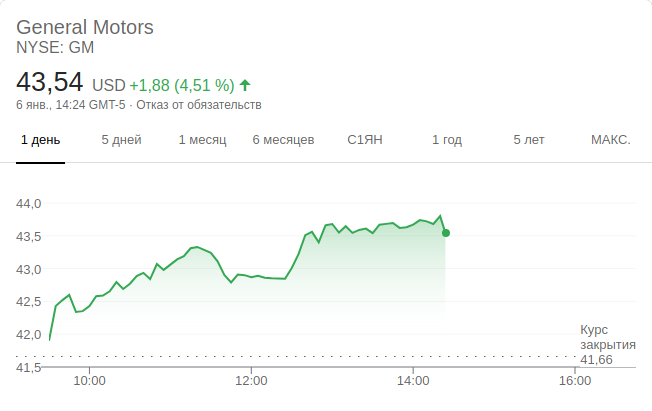 General Motors
NYSE: GM
43,54 USD +1,88 (4,51 %)
6 янв., 14:24 GMT-5 · Отказ от обязательств
1 день 5 дней 1 месяц 6 месяцев С1ЯН 1 год 5 лет МАКС.
44,0
43,5
43,0
42,5
42,0
Курс
закрытия
41,66
41,5
10:00 12:00 14:00 16:00